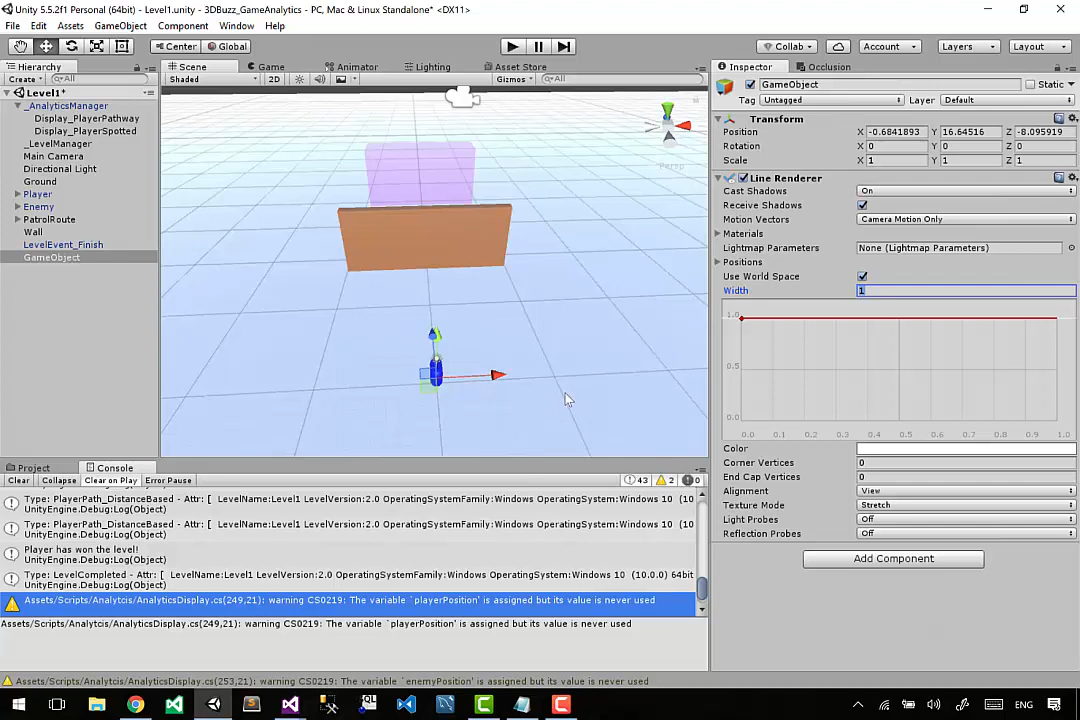 Unity 5.5.2f1 Personal (64bit) - Level1.unity - 3DBuzz_GameAnalytics - PC, Mac & Linux Standalone* <DX11>
File Edit Assets GameObject Component Window Help
Center Global Collab Account Layers Layout
Hierarchy
Create All
Level1*
_AnalyticsManager
Display_PlayerPathway
Display_PlayerSpotted
_LevelManager
Main Camera
Directional Light
Ground
Player
Enemy
PatrolRoute
Wall
LevelEvent_Finish
GameObject
Scene Game Animator Lighting Asset Store
Shaded 2D Gizmos All
Persp
Inspector Occlusion
GameObject Static
Tag Untagged Layer Default
Transform
Position X -0.6841893 Y 16.64516 Z -8.095919
Rotation X 0 Y 0 Z 0
Scale X 1 Y 1 Z 1
Line Renderer
Cast Shadows On
Receive Shadows
Motion Vectors Camera Motion Only
Materials
Lightmap Parameters None (Lightmap Parameters)
Positions
Use World Space
Width 1
1.0
0.5
0.0
0.0 0.1 0.2 0.3 0.4 0.5 0.6 0.7 0.8 0.9 1.0
Color
Corner Vertices 0
End Cap Vertices 0
Alignment View
Texture Mode Stretch
Light Probes Off
Reflection Probes Off
Add Component
Project Console
Clear Collapse Clear on Play Error Pause 43 2 0
Type: PlayerPath_DistanceBased - Attr: [ LevelName:Level1 LevelVersion:2.0 OperatingSystemFamily:Windows OperatingSystem:Windows 10 (10
UnityEngine.Debug:Log(Object)
Type: PlayerPath_DistanceBased - Attr: [ LevelName:Level1 LevelVersion:2.0 OperatingSystemFamily:Windows OperatingSystem:Windows 10 (10
UnityEngine.Debug:Log(Object)
Player has won the level!
UnityEngine.Debug:Log(Object)
Type: LevelCompleted - Attr: [ LevelName:Level1 LevelVersion:2.0 OperatingSystemFamily:Windows OperatingSystem:Windows 10 (10.0.0) 64bit
UnityEngine.Debug:Log(Object)
Assets/Scripts/Analytcis/AnalyticsDisplay.cs(249,21): warning CS0219: The variable `playerPosition' is assigned but its value is never used
Assets/Scripts/Analytcis/AnalyticsDisplay.cs(249,21): warning CS0219: The variable `playerPosition' is assigned but its value is never used
Assets/Scripts/Analytcis/AnalyticsDisplay.cs(253,21): warning CS0219: The variable `enemyPosition' is assigned but its value is never used
ENG